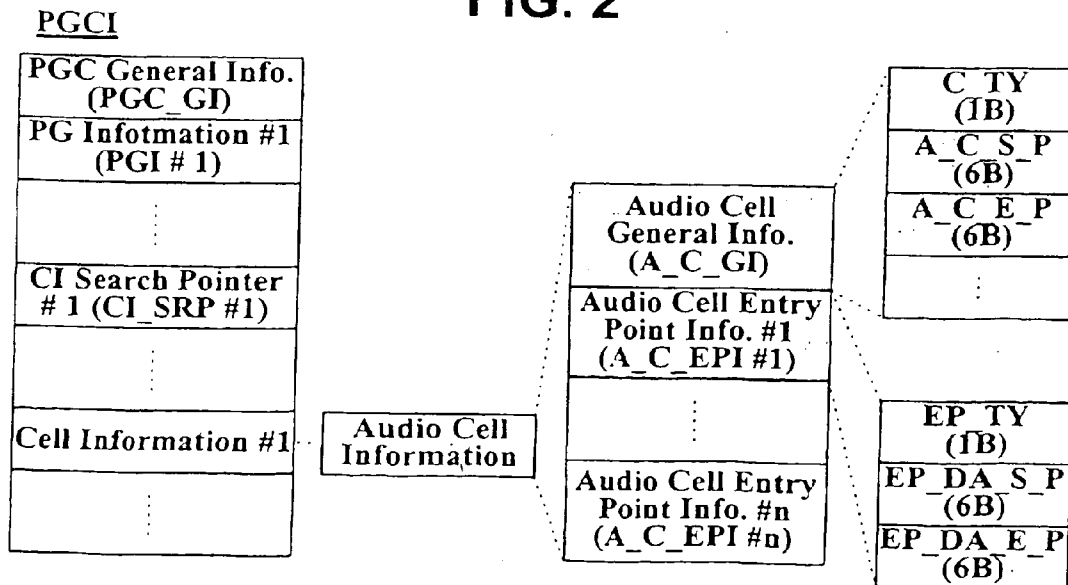 FIG. 2
PGCI
PGC General Info.
(PGC_GI)
PG Infotmation #1
(PGI # 1)
CI Search Pointer
# 1 (CI_SRP #1)
Cell Information #1
Audio Cell
Information
Audio Cell
General Info.
(A_C_GI)
Audio Cell Entry
Point Info. #1
(A_C_EPI #1)
Audio Cell Entry
Point Info. #n
(A_C_EPI #n)
C_TY
(1B)
A_C_S_P
(6B)
A_C_E_P
(6B)
EP_TY
(1B)
EP_DA_S_P
(6B)
EP_DA_E_P
(6B)